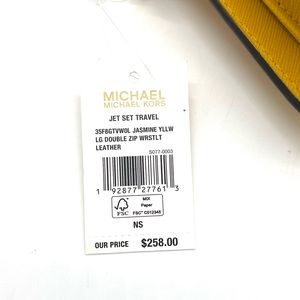 MICHAEL
MICHAEL KORS
JET SET TRAVEL
35F8GTVW0L JASMINE YLLW
LG DOUBLE ZIP WRSTLT
LEATHER
S077-0003
1 92877 27761 3
FSC
MIX
Paper
FSC® C012345
NS
OUR PRICE $258.00